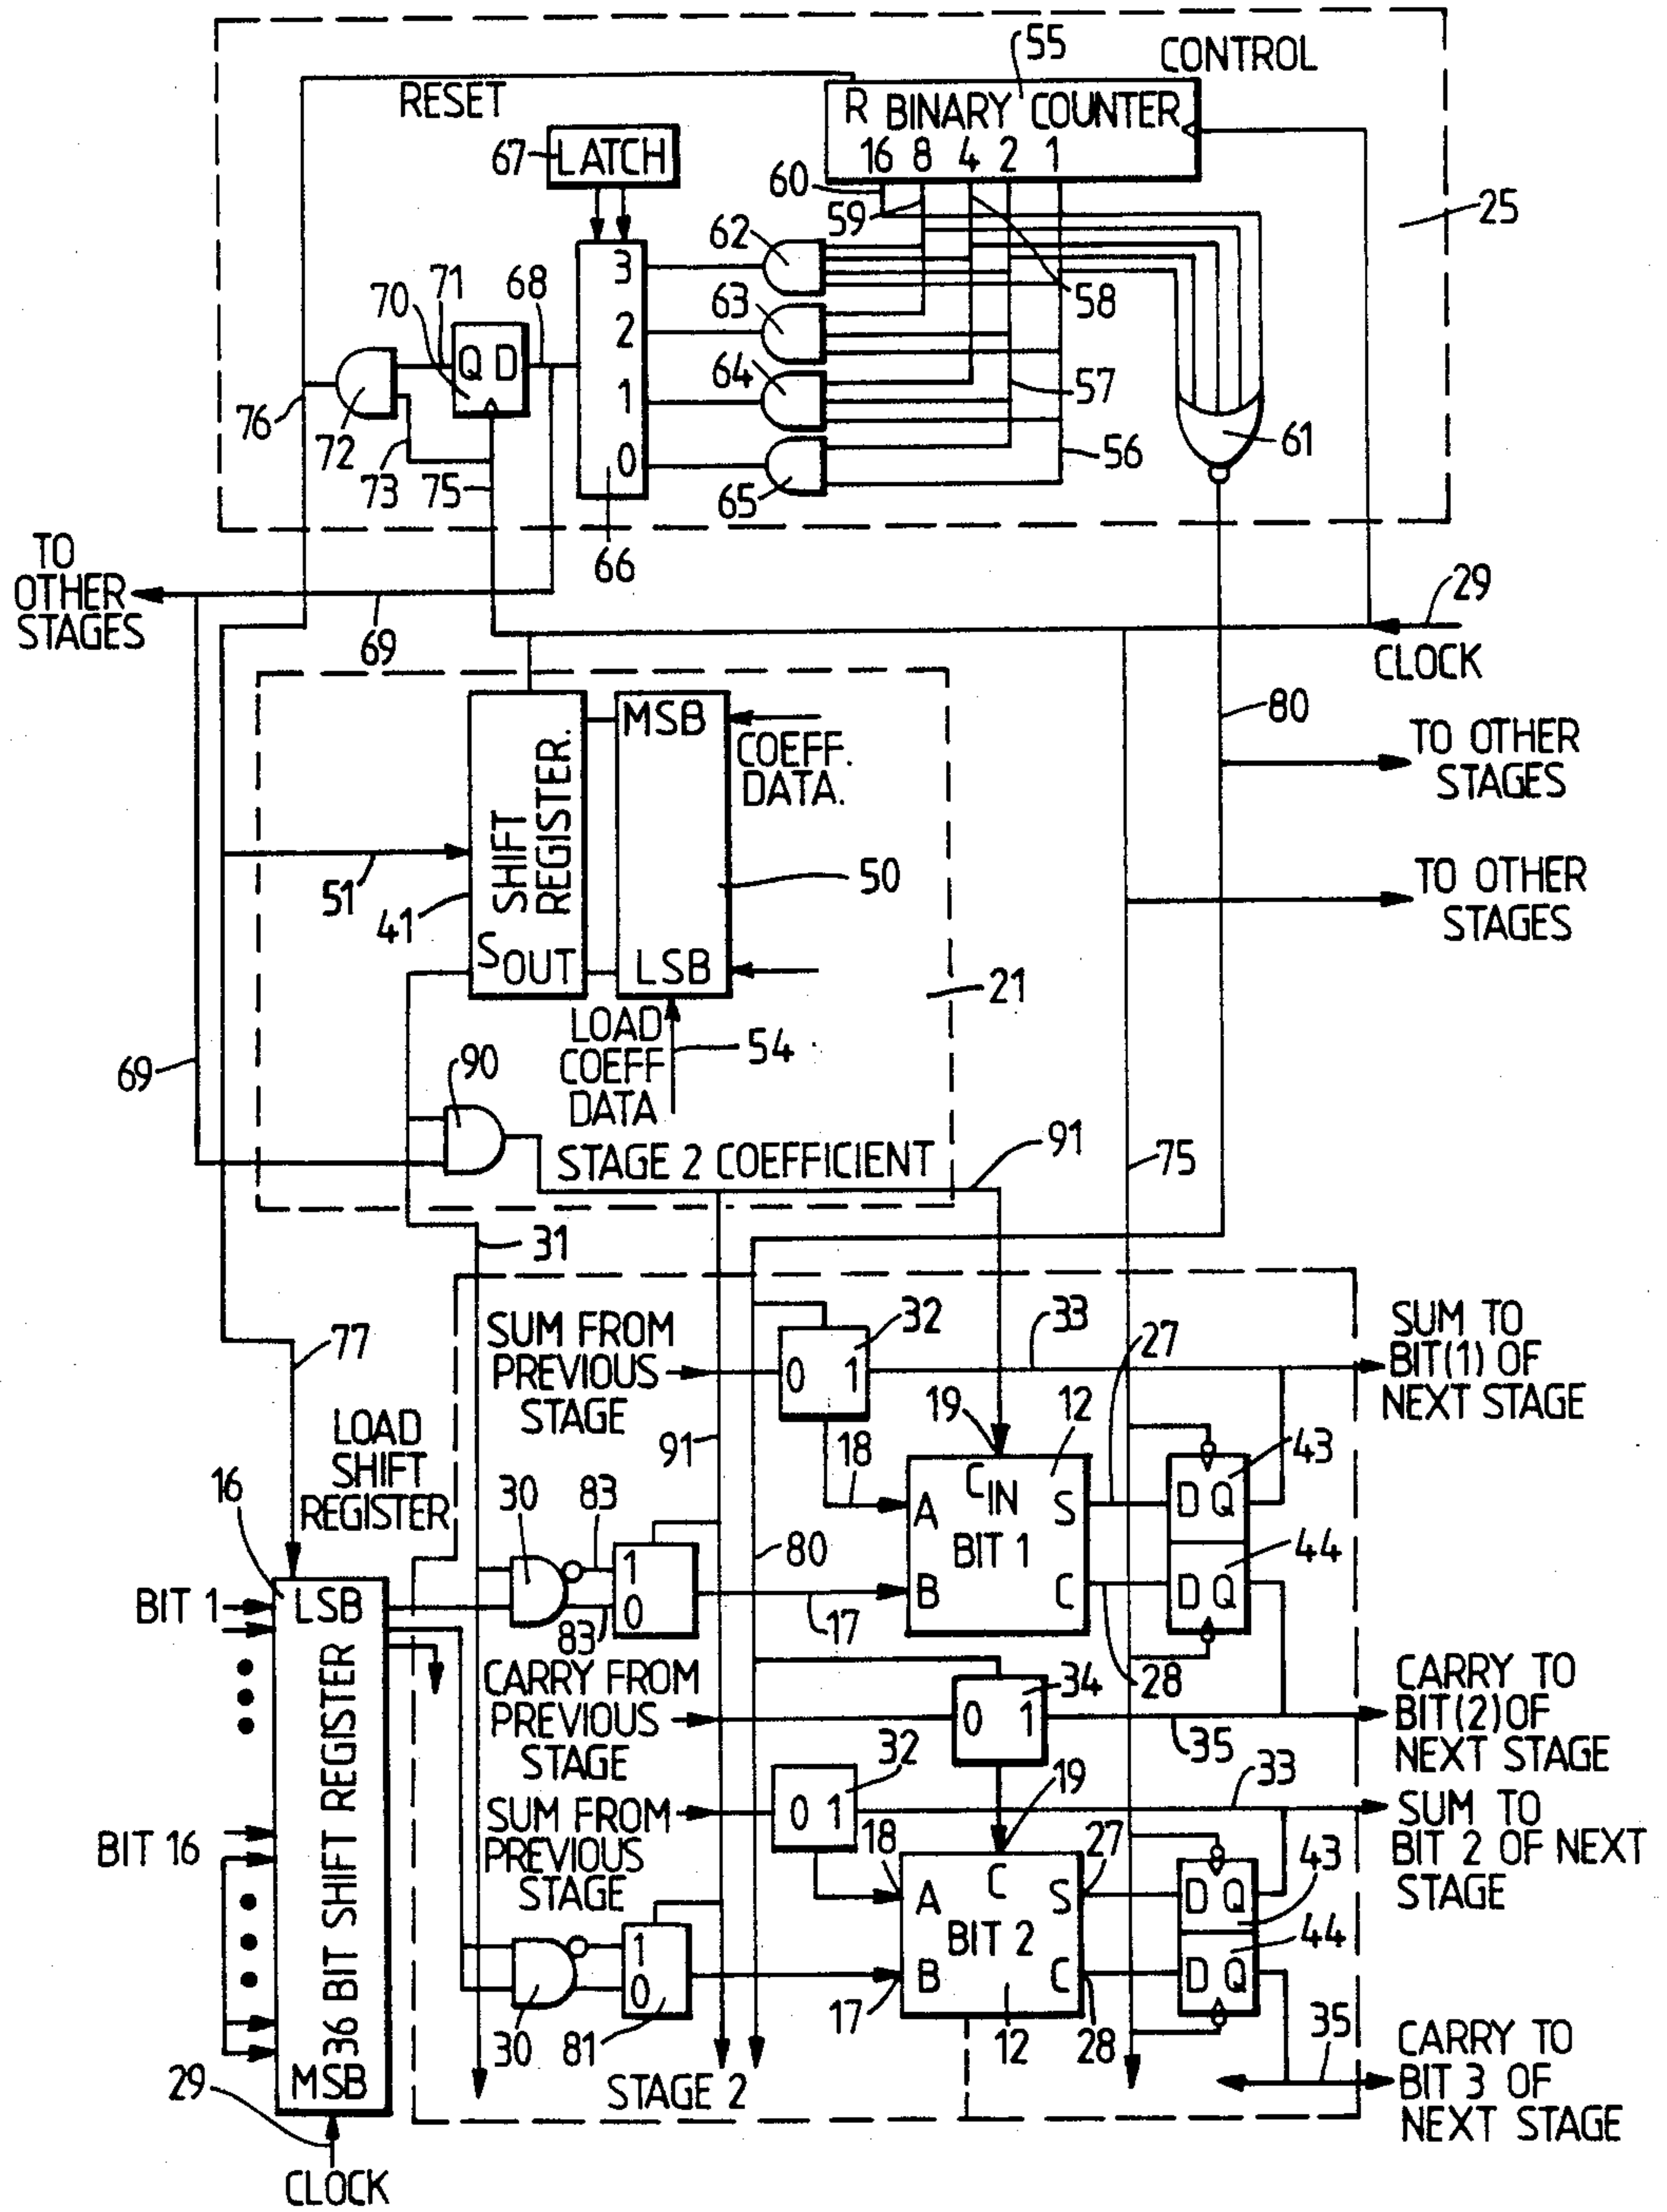 55
CONTROL
RESET
R BINARY COUNTER
16 8 4 2 1
67
LATCH
60
59
25
62
3
58
63
2
70
71
68
Q D
64
1
57
76
72
73
75
0
65
56
61
66
TO
OTHER
STAGES
69
29
CLOCK
80
TO OTHER
STAGES
MSB
COEFF.
DATA.
SHIFT
REGISTER.
50
51
41
TO OTHER
STAGES
SOUT
LSB
21
LOAD
COEFF
DATA
54
69
90
STAGE 2 COEFFICIENT
91
75
31
SUM FROM
PREVIOUS
STAGE
32
0 1
33
27
SUM TO
BIT(1) OF
NEXT STAGE
77
LOAD
SHIFT
REGISTER
91
18
19
12
43
16
30
83
CIN
A
S
BIT 1
D Q
80
44
1
0
B
C
D Q
BIT 1
LSB
83
17
28
CARRY FROM
PREVIOUS
STAGE
34
0 1
35
CARRY TO
BIT(2)OF
NEXT STAGE
36 BIT SHIFT REGISTER
32
19
33
SUM FROM
PREVIOUS
STAGE
0 1
SUM TO
BIT 2 OF NEXT
STAGE
BIT 16
18
27
43
C
A
S
D Q
BIT 2
44
1
0
B
C
D Q
30
81
17
12
28
35
CARRY TO
BIT 3 OF
NEXT STAGE
MSB
29
STAGE 2
CLOCK